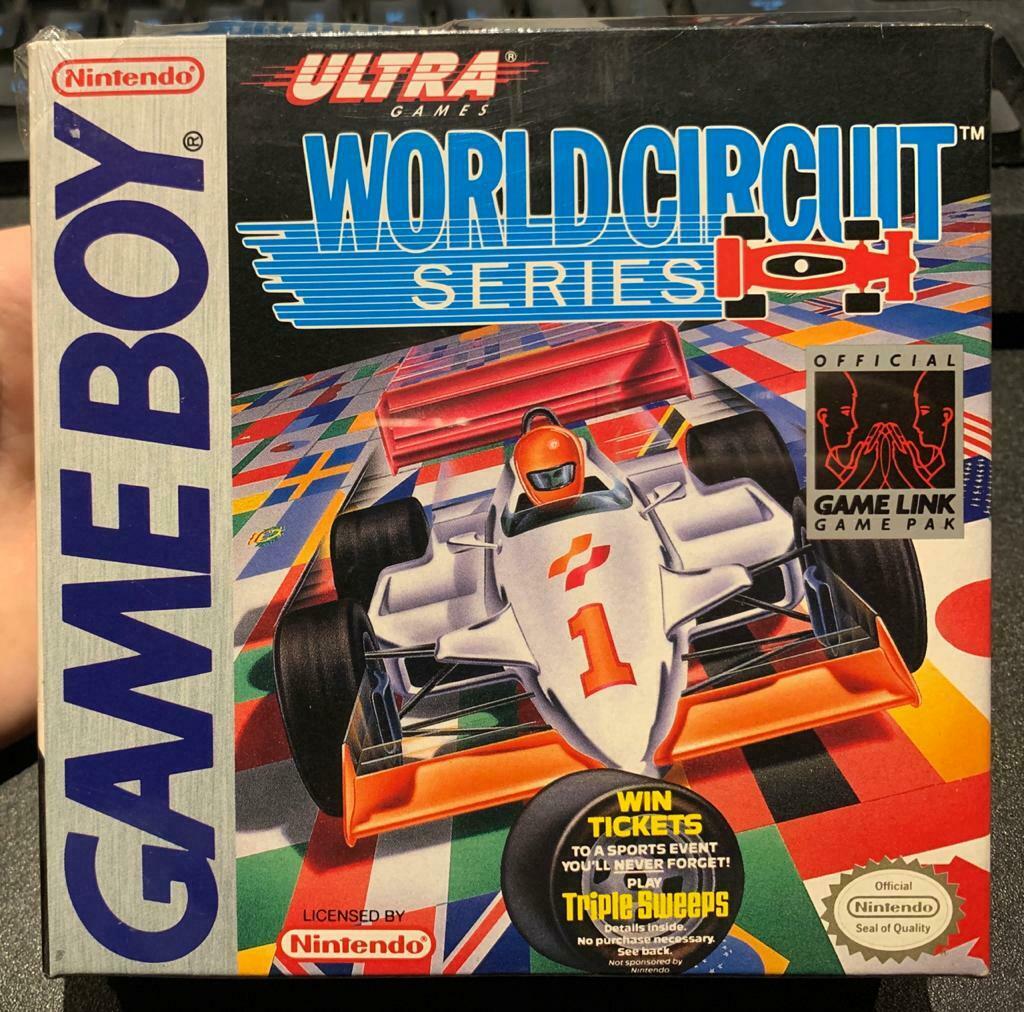 Nintendo®
GAME BOY®
ULTRA®
GAMES
WORLD CIRCUIT™
SERIES
OFFICIAL
GAME LINK
GAME PAK
1
WIN
TICKETS
TO A SPORTS EVENT
YOU'LL NEVER FORGET!
PLAY
Triple Sweeps
Details inside.
No purchase necessary.
See back.
Not sponsored by
Nintendo
LICENSED BY
Nintendo®
Official
Nintendo
Seal of Quality